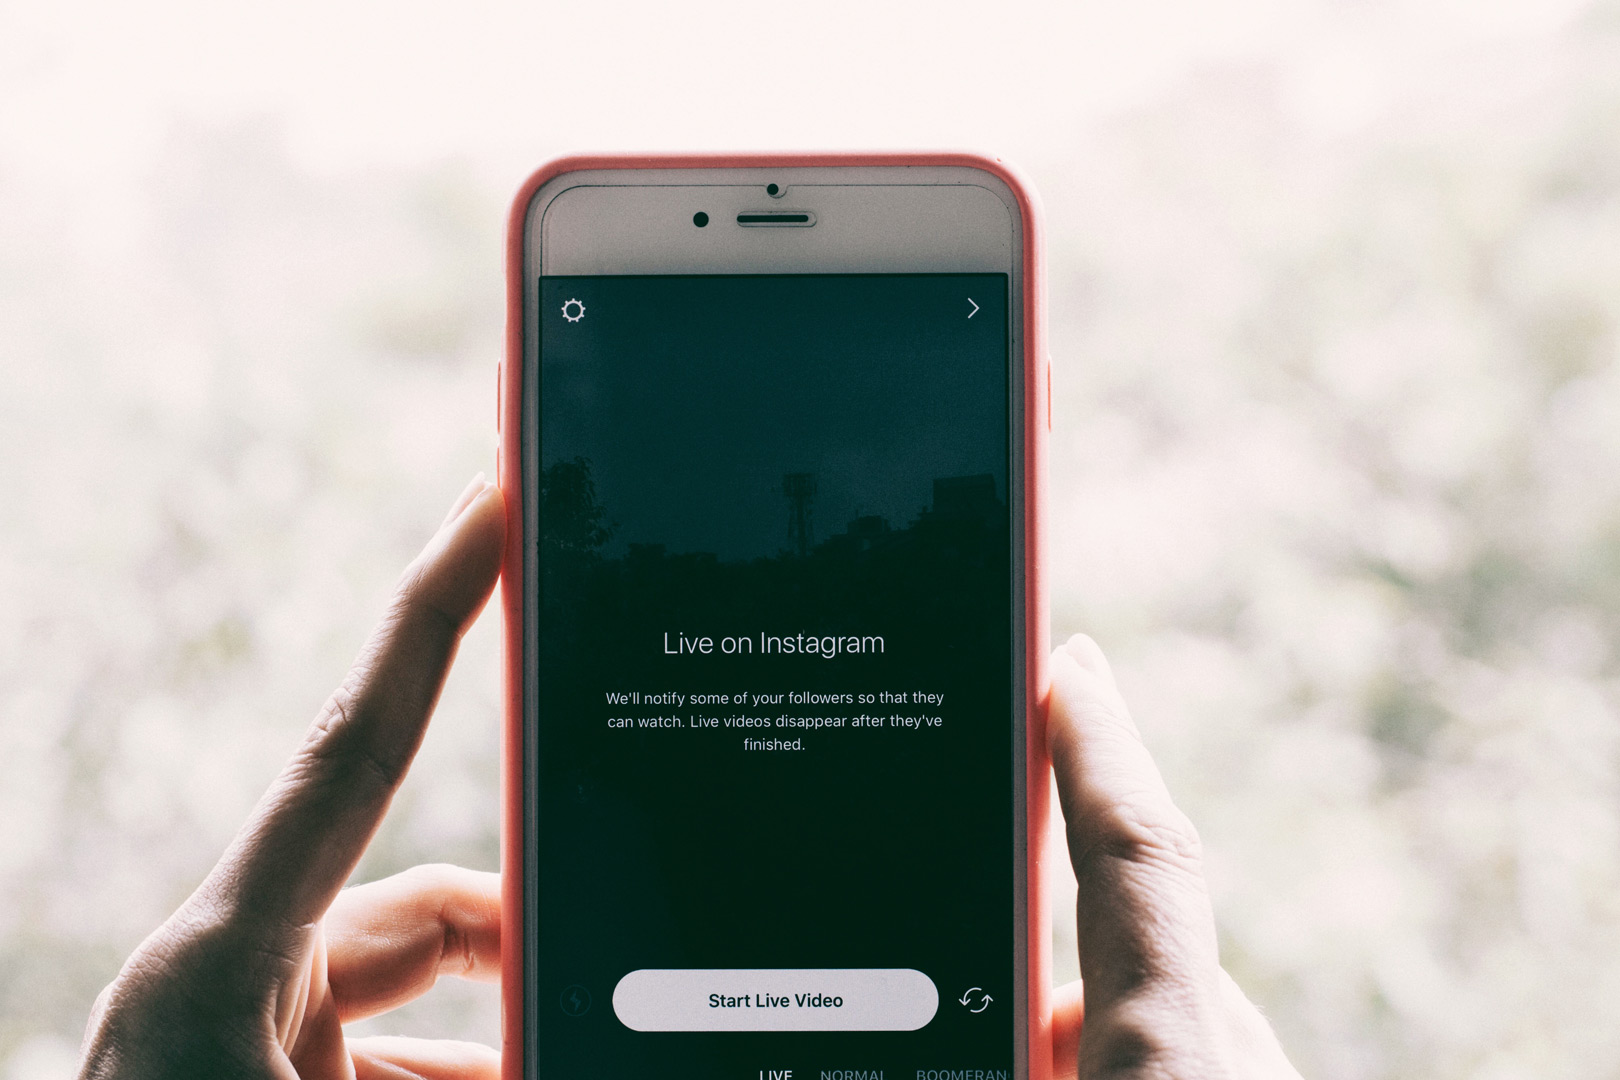 Live on Instagram
We'll notify some of your followers so that they
can watch. Live videos disappear after they've
finished.
Start Live Video
LIVE NORMAL BOOMERAN